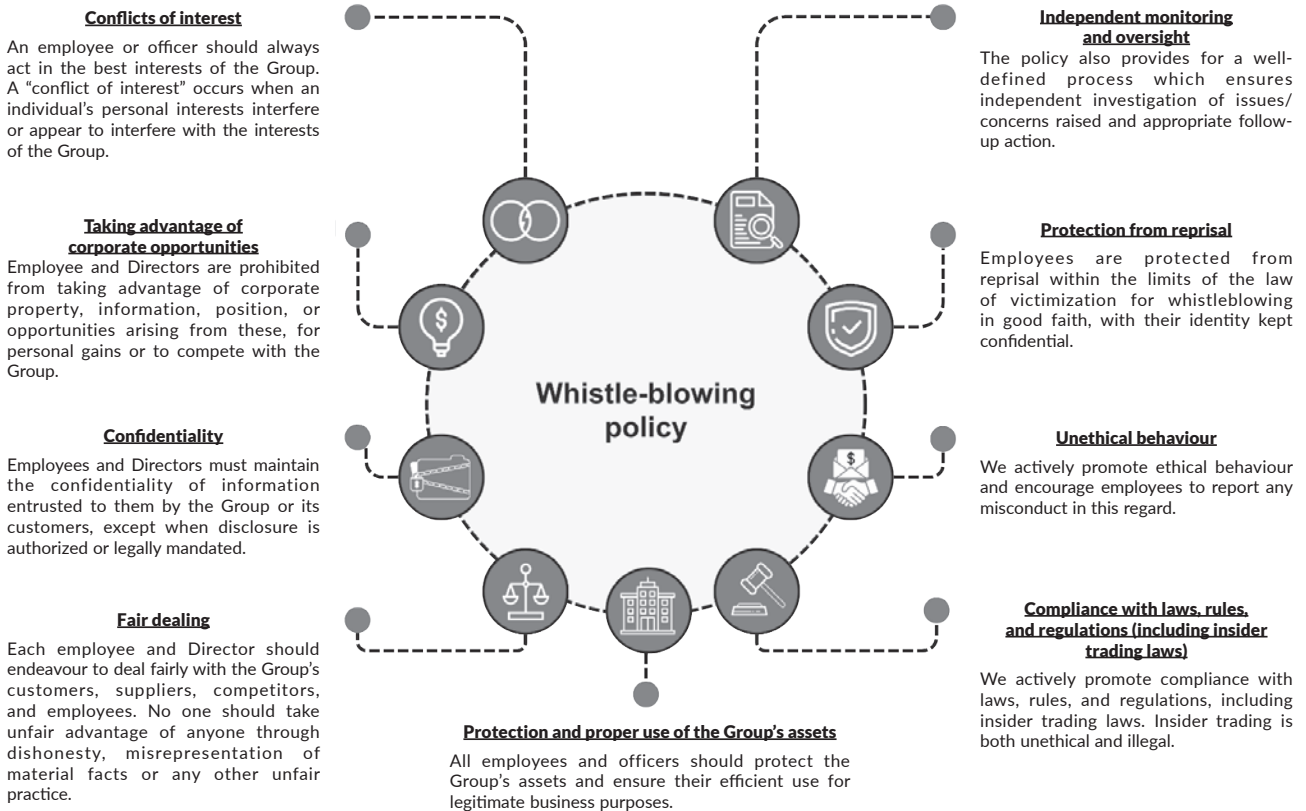 Conflicts of interest
An employee or officer should always
act in the best interests of the Group.
A “conflict of interest” occurs when an
individual’s personal interests interfere
or appear to interfere with the interests
of the Group.
Taking advantage of
corporate opportunities
Employee and Directors are prohibited
from taking advantage of corporate
property, information, position, or
opportunities arising from these, for
personal gains or to compete with the
Group.
Confidentiality
Employees and Directors must maintain
the confidentiality of information
entrusted to them by the Group or its
customers, except when disclosure is
authorized or legally mandated.
Fair dealing
Each employee and Director should
endeavour to deal fairly with the Group’s
customers, suppliers, competitors,
and employees. No one should take
unfair advantage of anyone through
dishonesty, misrepresentation of
material facts or any other unfair
practice.
Whistle-blowing
policy
$
$
Protection and proper use of the Group’s assets
All employees and officers should protect the
Group’s assets and ensure their efficient use for
legitimate business purposes.
Independent monitoring
and oversight
The policy also provides for a well-
defined process which ensures
independent investigation of issues/
concerns raised and appropriate follow-
up action.
Protection from reprisal
Employees are protected from
reprisal within the limits of the law
of victimization for whistleblowing
in good faith, with their identity kept
confidential.
Unethical behaviour
We actively promote ethical behaviour
and encourage employees to report any
misconduct in this regard.
Compliance with laws, rules,
and regulations (including insider
trading laws)
We actively promote compliance with
laws, rules, and regulations, including
insider trading laws. Insider trading is
both unethical and illegal.